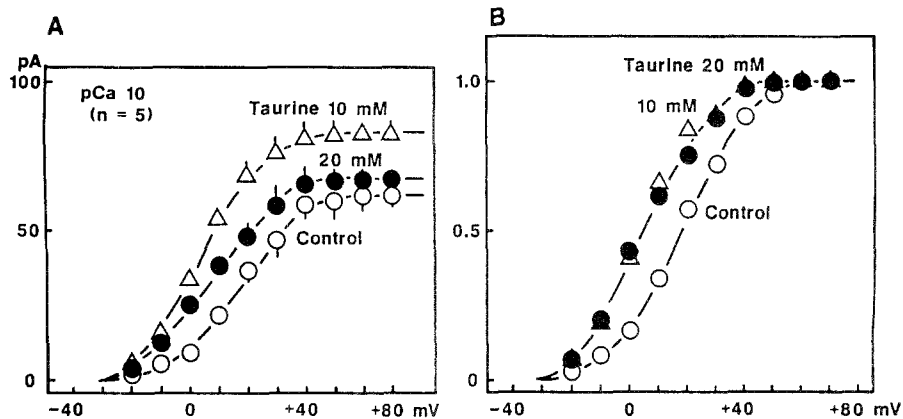 A
pA
100
50
0
pCa 10
(n = 5)
Taurine 10 mM
20 mM
Control
-40 0 +40 +80 mV
B
1.0
0.5
0
Taurine 20 mM
10 mM
Control
-40 0 +40 +80 mV